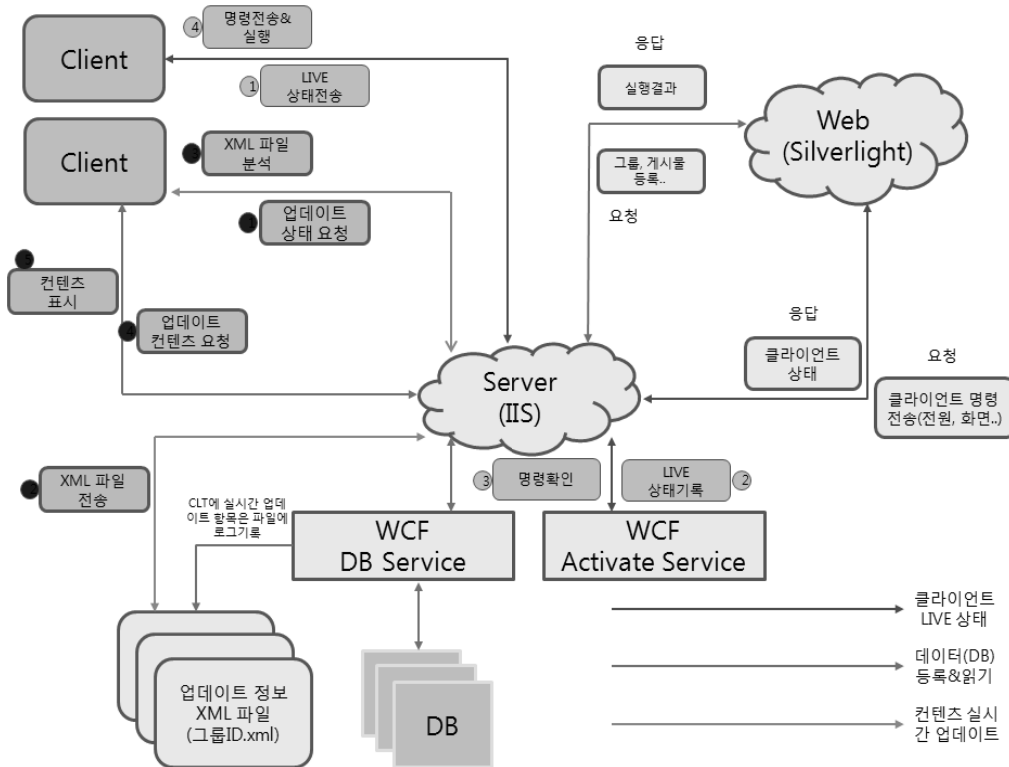 4
명령전송&
실행
Client
1
LIVE
상태전송
응답
실행결과
Web
(Silverlight)
Client
3
XML 파일
분석
그룹, 게시물
등록..
요청
1
업데이트
상태 요청
5
컨텐츠
표시
4
업데이트
컨텐츠 요청
응답
클라이언트
상태
요청
클라이언트 명령
전송(전원, 화면..)
Server
(IIS)
2
XML 파일
전송
3
명령확인
LIVE
상태기록
2
CLT에 실시간 업데
이트 항목은 파일에
로그기록
WCF
DB Service
WCF
Activate Service
클라이언트
LIVE 상태
데이터(DB)
등록&읽기
컨텐츠 실시
간 업데이트
업데이트 정보
XML 파일
(그룹ID.xml)
DB